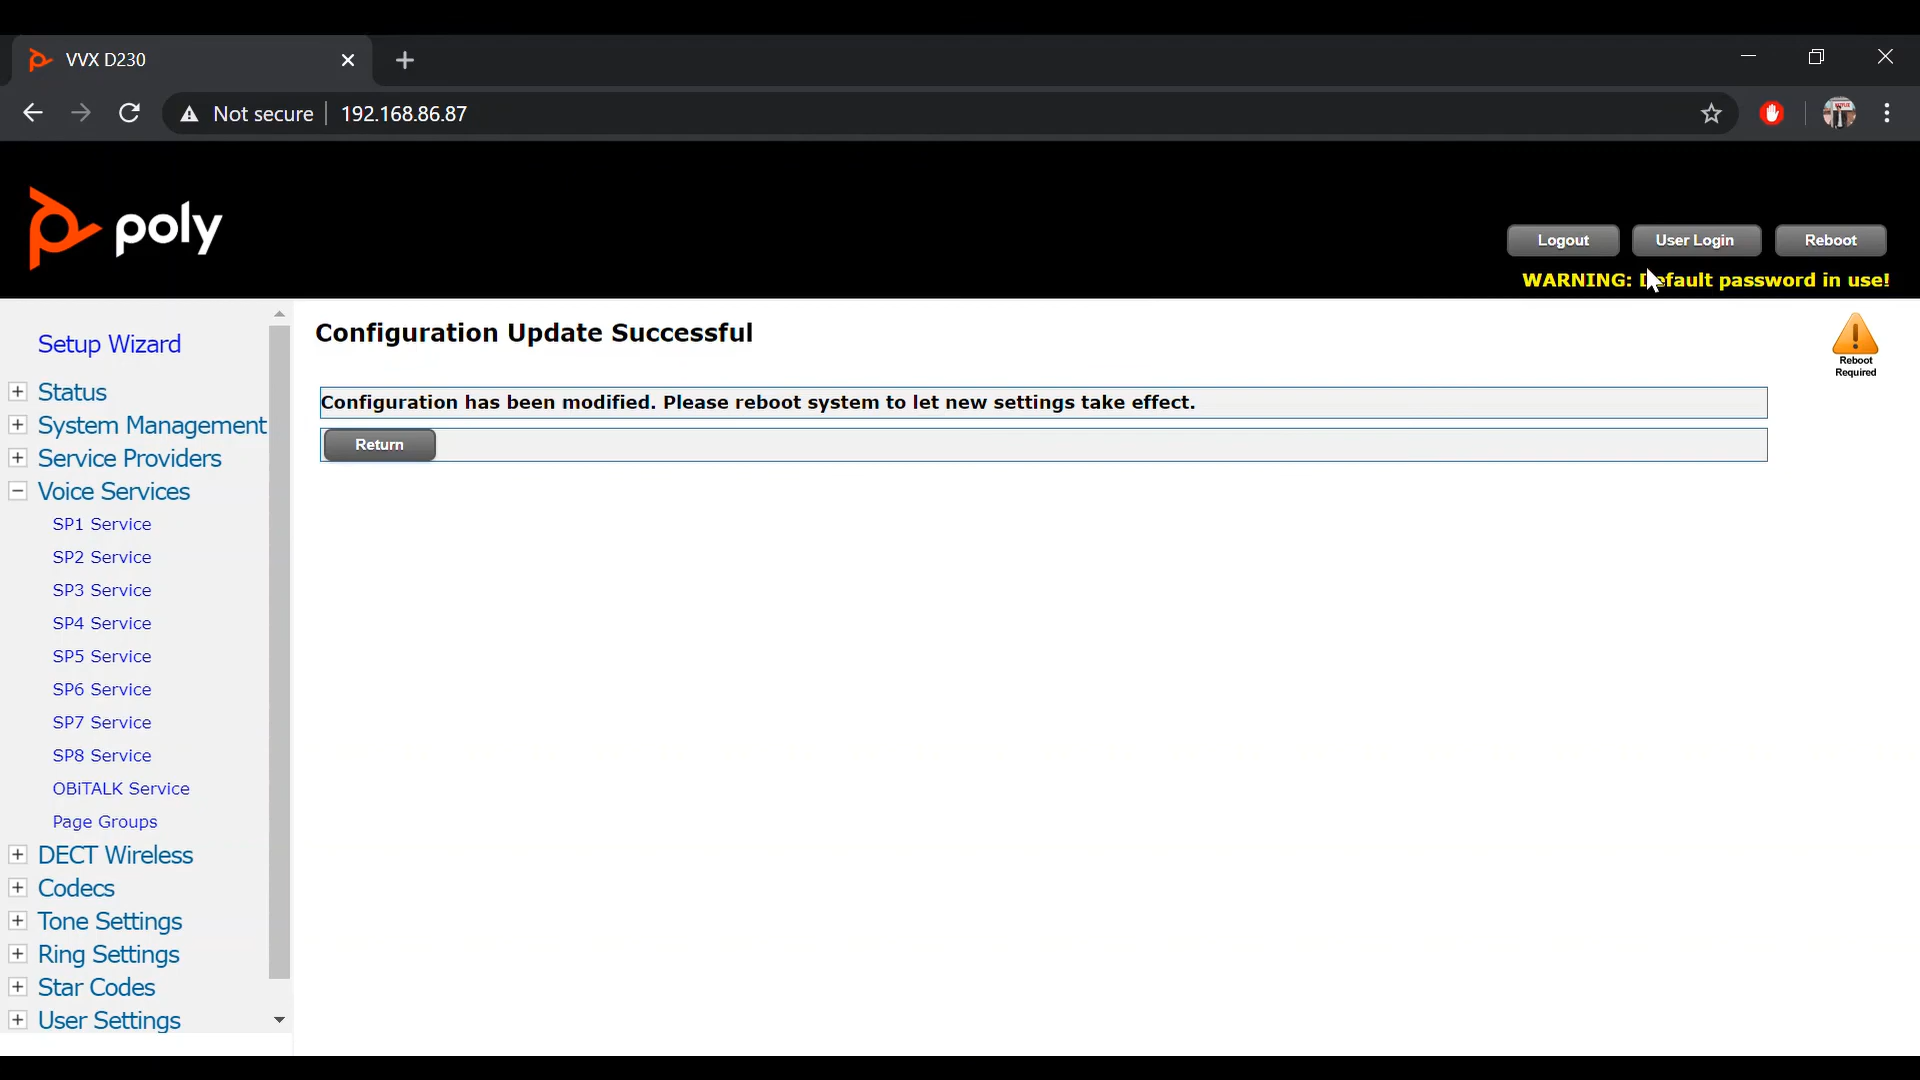 VVX D230
Not secure 192.168.86.87
poly
Logout User Login Reboot
WARNING: Default password in use!
Setup Wizard
Status
System Management
Service Providers
Voice Services
SP1 Service
SP2 Service
SP3 Service
SP4 Service
SP5 Service
SP6 Service
SP7 Service
SP8 Service
OBiTALK Service
Page Groups
DECT Wireless
Codecs
Tone Settings
Ring Settings
Star Codes
User Settings
Configuration Update Successful
Configuration has been modified. Please reboot system to let new settings take effect.
Return
Reboot
Required